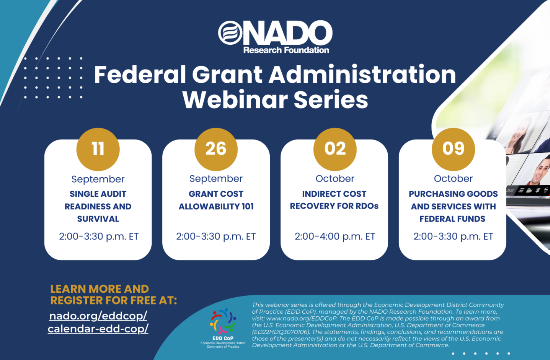 NADO
Research Foundation
Federal Grant Administration
Webinar Series
11
September
SINGLE AUDIT
READINESS AND
SURVIVAL
2:00-3:30 p.m. ET
26
September
GRANT COST
ALLOWABILITY 101
2:00-3:30 p.m. ET
02
October
INDIRECT COST
RECOVERY FOR RDOs
2:00-4:00 p.m. ET
09
October
PURCHASING GOODS
AND SERVICES WITH
FEDERAL FUNDS
2:00-3:30 p.m. ET
LEARN MORE AND
REGISTER FOR FREE AT:
nado.org/eddcop/
calendar-edd-cop/
EDD CoP
Economic Development District
Community of Practice
This webinar series is offered through the Economic Development District Community
of Practice (EDD CoP), managed by the NADO Research Foundation. To learn more,
visit: www.nado.org/EDDCoP. The EDD CoP is made possible through an award from
the U.S. Economic Development Administration, U.S. Department of Commerce
The statements, findings, conclusions, and recommendations are
those of the presenter(s) and do not necessarily reflect the views of the U.S. Economic
Development Administration or the U.S. Department of Commerce.